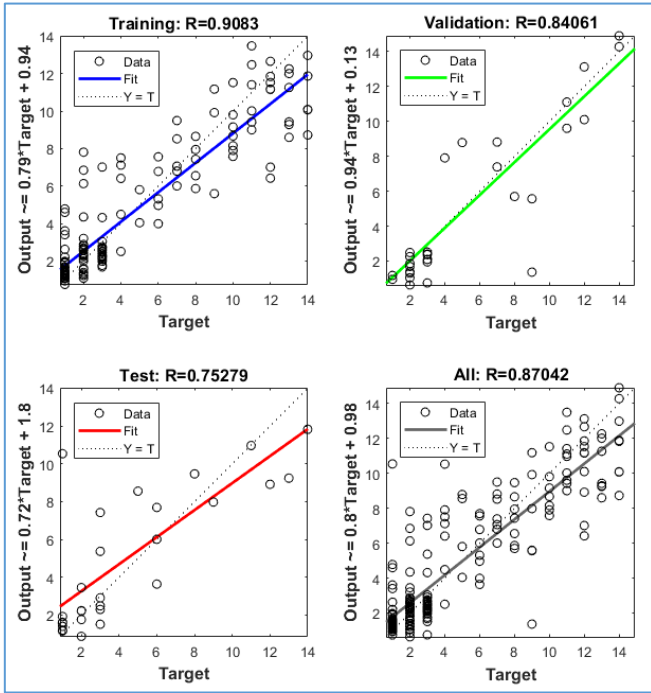 Training: R=0.9083
Output ~= 0.79*Target + 0.94
14
12
10
8
6
4
2
Data
Fit
Y = T
2 4 6 8 10 12 14
Target
Validation: R=0.84061
Output ~= 0.94*Target + 0.13
14
12
10
8
6
4
2
Data
Fit
Y = T
2 4 6 8 10 12 14
Target
Test: R=0.75279
Output ~= 0.72*Target + 1.8
14
12
10
8
6
4
2
Data
Fit
Y = T
2 4 6 8 10 12 14
Target
All: R=0.87042
Output ~= 0.8*Target + 0.98
14
12
10
8
6
4
2
Data
Fit
Y = T
2 4 6 8 10 12 14
Target